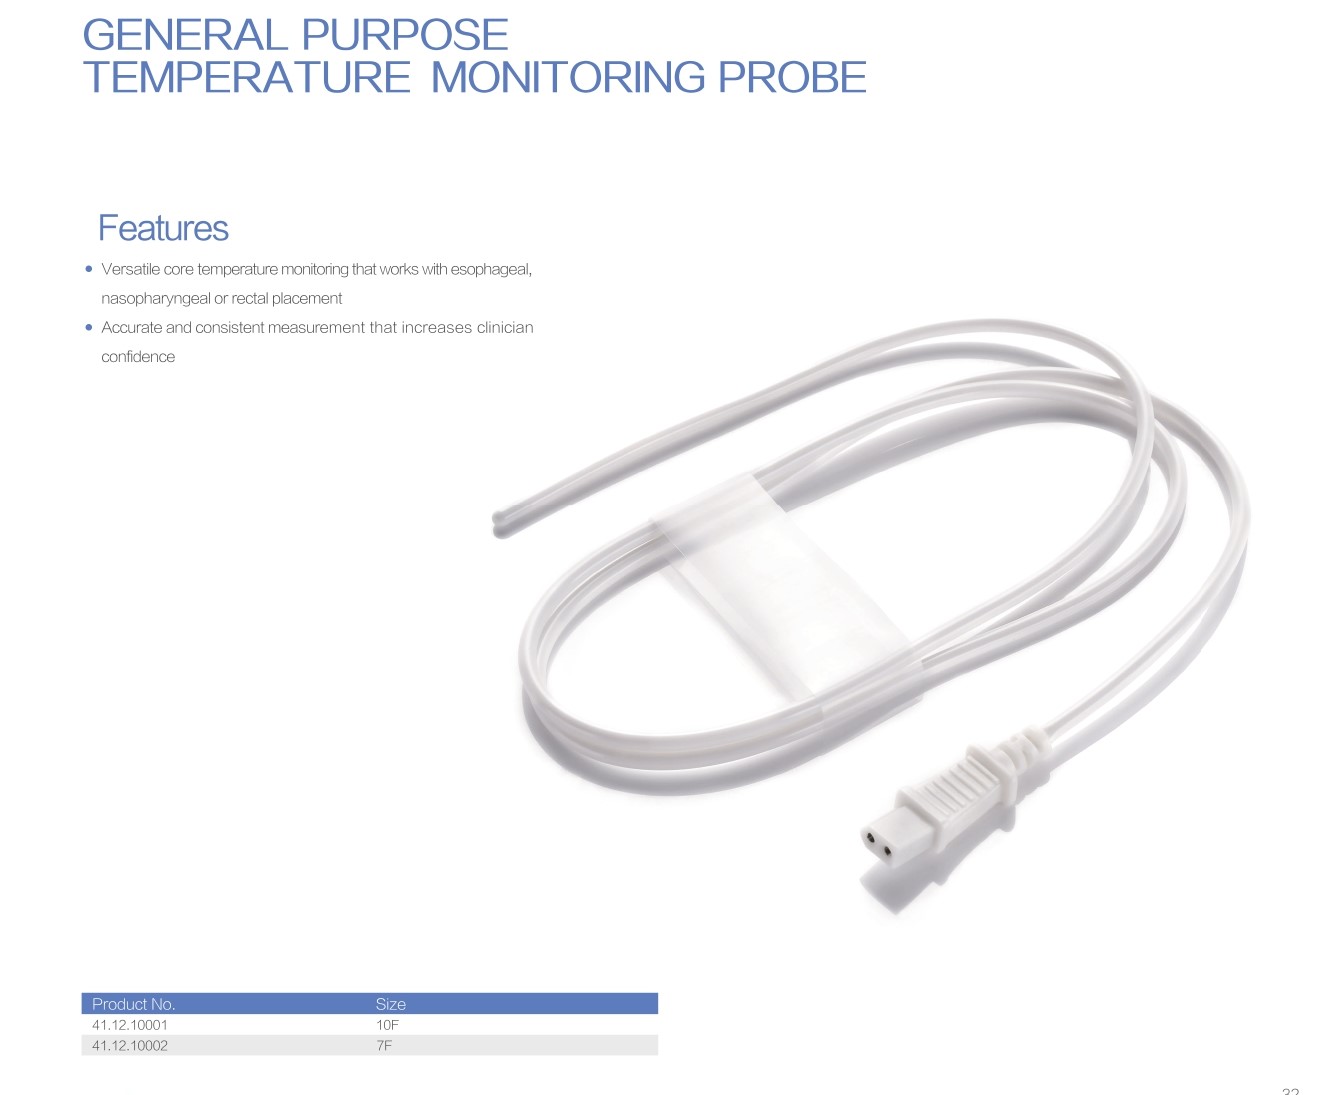 GENERAL PURPOSE
TEMPERATURE MONITORING PROBE
Features
• Versatile core temperature monitoring that works with esophageal,
nasopharyngeal or rectal placement
• Accurate and consistent measurement that increases clinician
confidence
Product No. Size
41.12.10001 10F
41.12.10002 7F
32